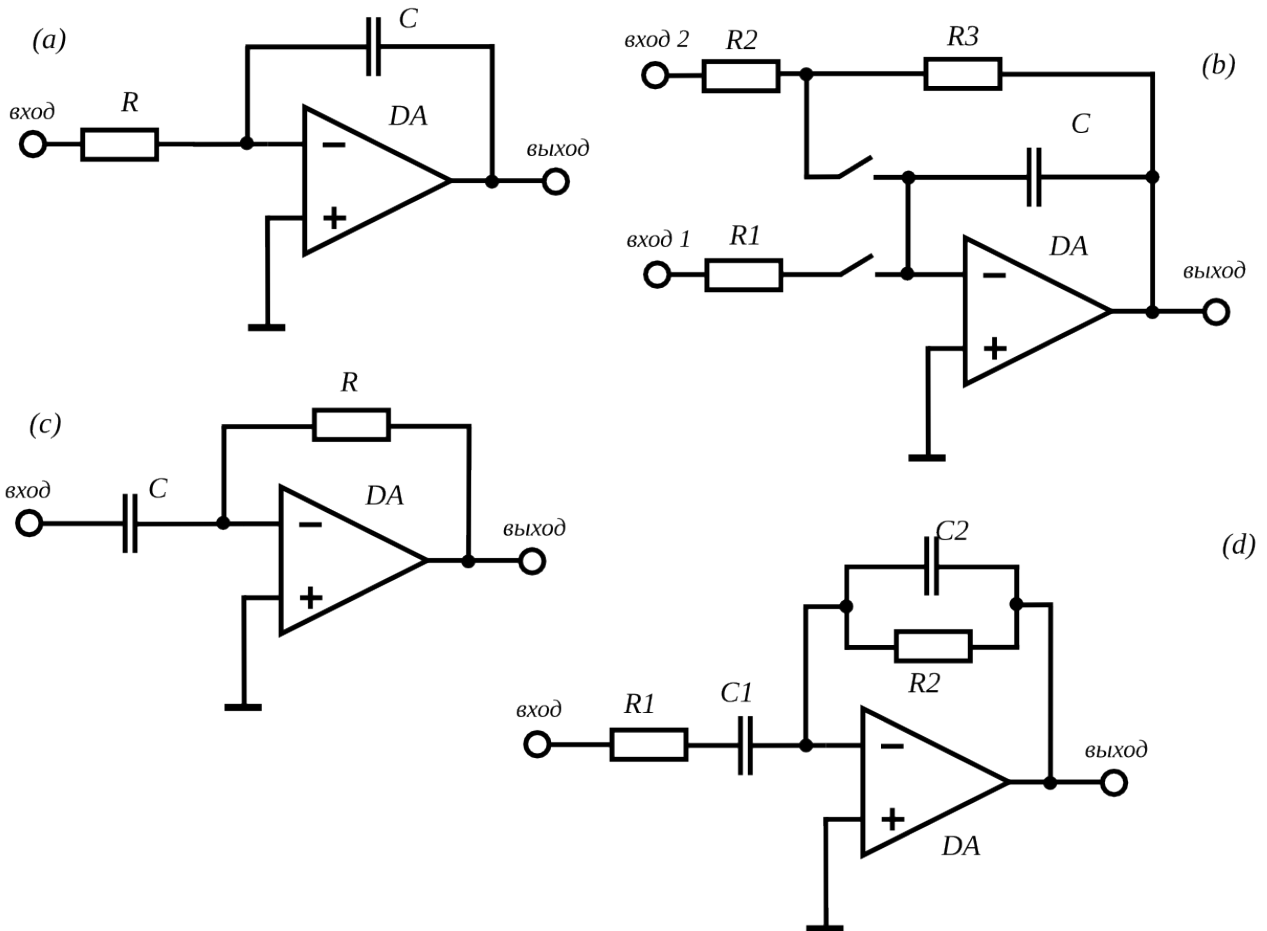 (a)
C
R
DA
вход
выход
−
+
(b)
вход 2
R2
R3
C
вход 1
R1
DA
выход
−
+
(c)
R
C
DA
вход
выход
−
+
(d)
C2
R2
C1
R1
вход
выход
−
+
DA